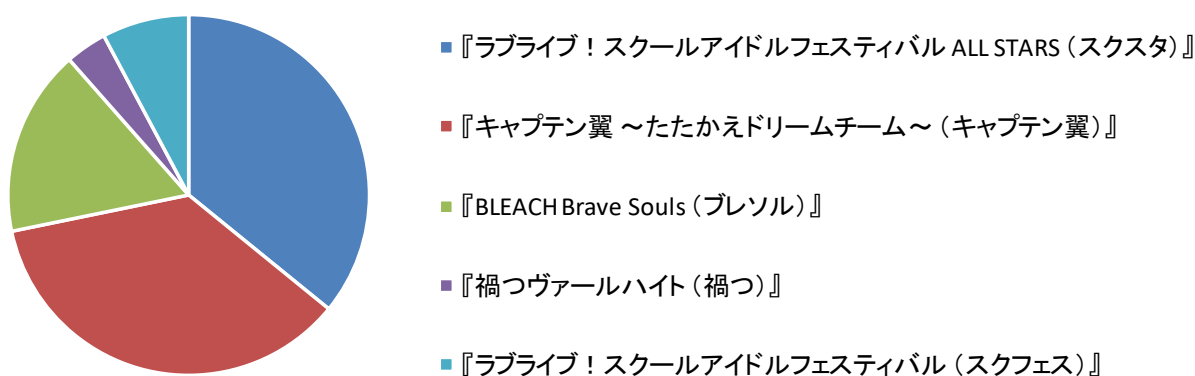 『ラブライブ！スクールアイドルフェスティバル ALL STARS（スクスタ）』
『キャプテン翼 ～たたかえドリームチーム～（キャプテン翼）』
『BLEACH Brave Souls（ブレソル）』
『禍つヴァールハイト（禍つ）』
『ラブライブ！スクールアイドルフェスティバル（スクフェス）』